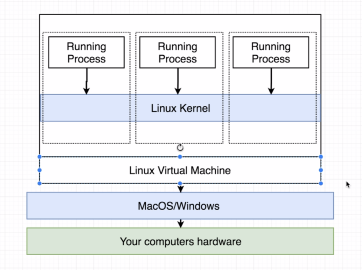 Running Running Running
Process Process Process
Linux Kernel
Linux Virtual Machine
MacOS/Windows
Your computers hardware